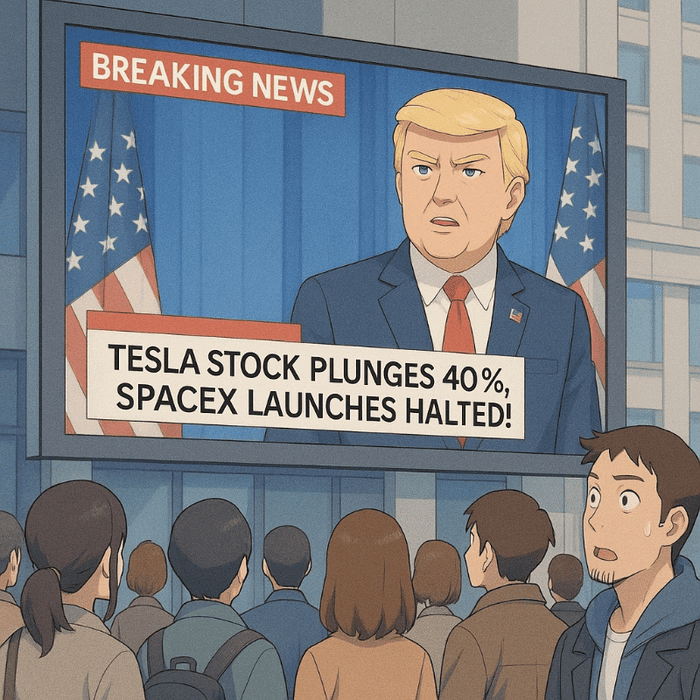 BREAKING NEWS
TESLA STOCK PLUNGES 40%,
SPACEX LAUNCHES HALTED!